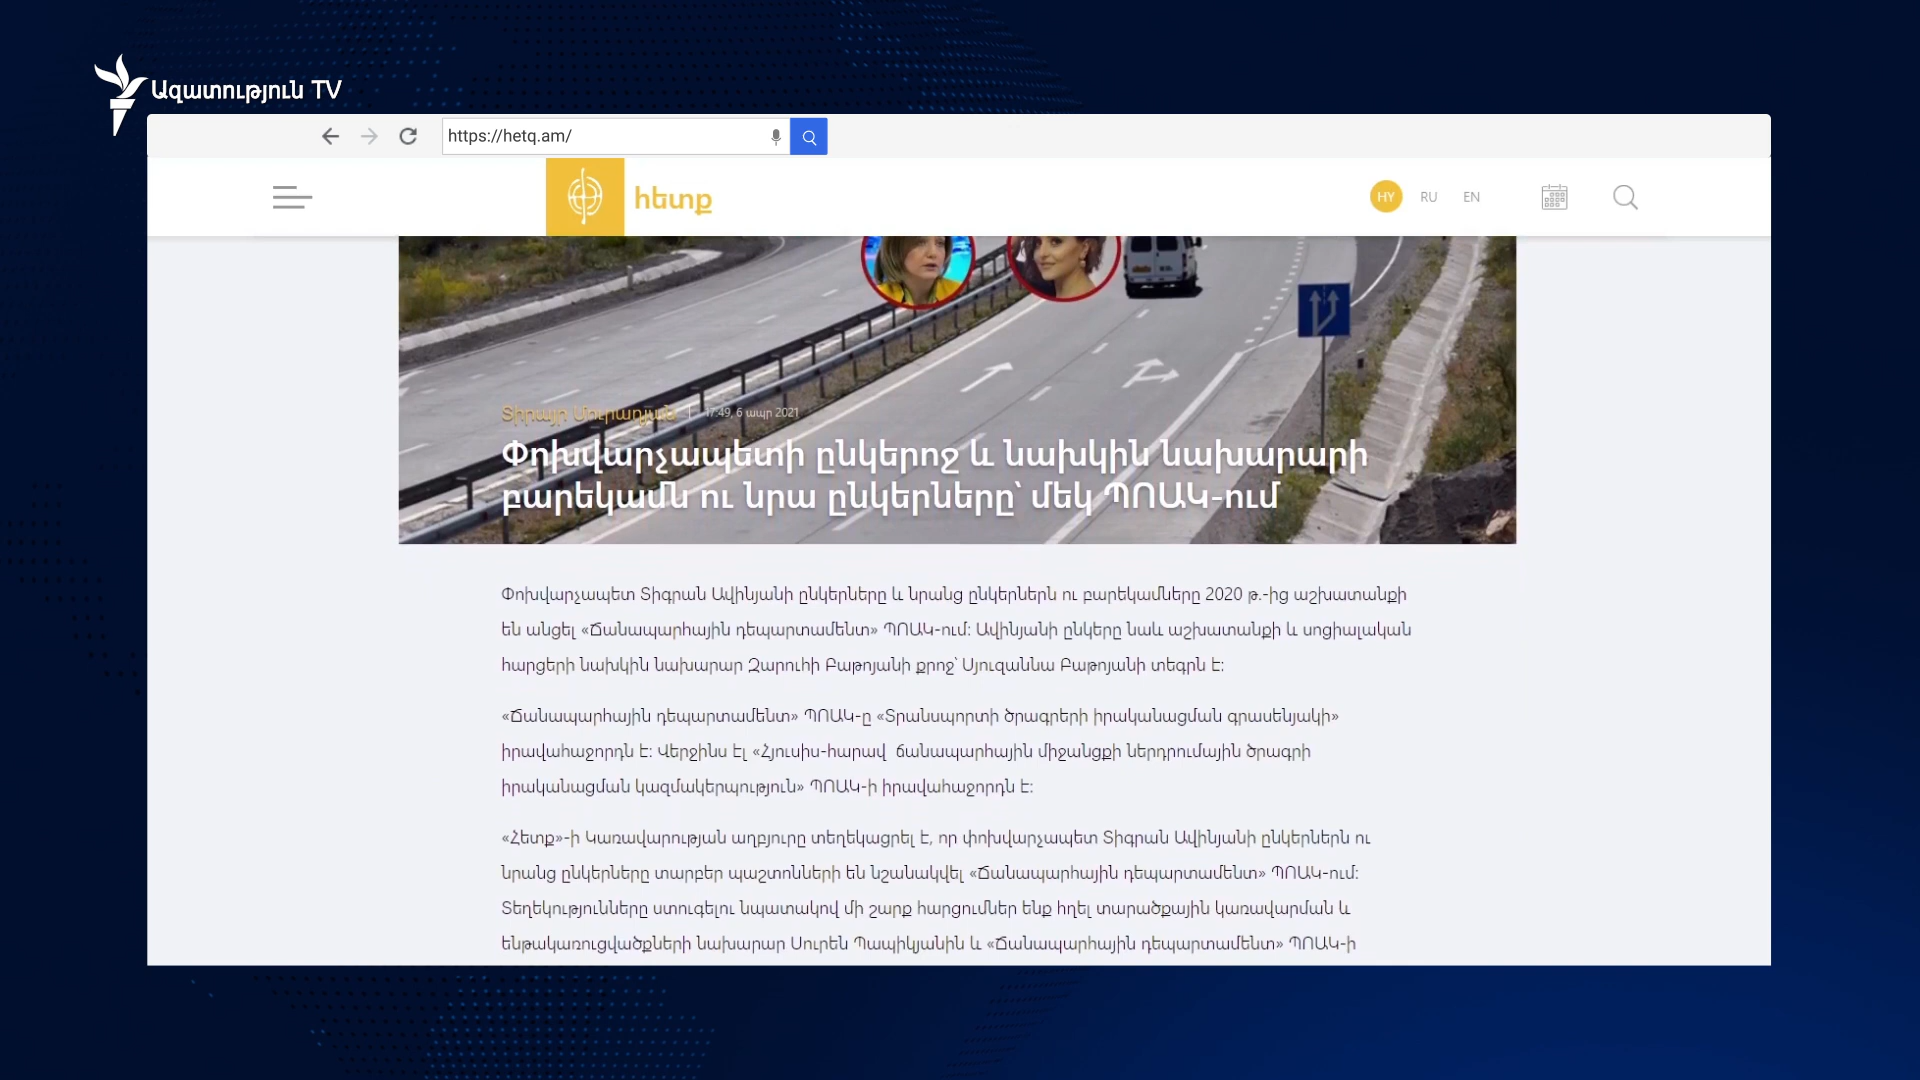 Ազատություն TV
https://hetq.am/
հետք
HY RU EN
Տիրայր Մուրադյան | 17:49, 6 ապր 2021
Փոխվարչապետի ընկերոջ և նախկին նախարարի
բարեկամն ու նրա ընկերները՝ մեկ ՊՈԱԿ-ում
Փոխվարչապետ Տիգրան Ավինյանի ընկերները և նրանց ընկերներն ու բարեկամները 2020 թ.-ից աշխատանքի
են անցել «Ճանապարհային դեպարտամենտ» ՊՈԱԿ-ում: Ավինյանի ընկերը նաև աշխատանքի և սոցիալական
հարցերի նախկին նախարար Զարուհի Բաթոյանի քրոջ՝ Սյուզաննա Բաթոյանի տեգրն է:
«Ճանապարհային դեպարտամենտ» ՊՈԱԿ-ը «Տրանսպորտի ծրագրերի իրականացման գրասենյակի»
իրավահաջորդն է: Վերջինս էլ «Հյուսիս-հարավ ճանապարհային միջանցքի ներդրումային ծրագրի
իրականացման կազմակերպություն» ՊՈԱԿ-ի իրավահաջորդն է:
«Հետք»-ի Կառավարության աղբյուրը տեղեկացրել է, որ փոխվարչապետ Տիգրան Ավինյանի ընկերներն ու
նրանց ընկերները տարբեր պաշտոնների են նշանակվել «Ճանապարհային դեպարտամենտ» ՊՈԱԿ-ում:
Տեղեկությունները ստուգելու նպատակով մի շարք հարցումներ ենք հղել տարածքային կառավարման և
ենթակառուցվածքների նախարար Սուրեն Պապիկյանին և «Ճանապարհային դեպարտամենտ» ՊՈԱԿ-ի